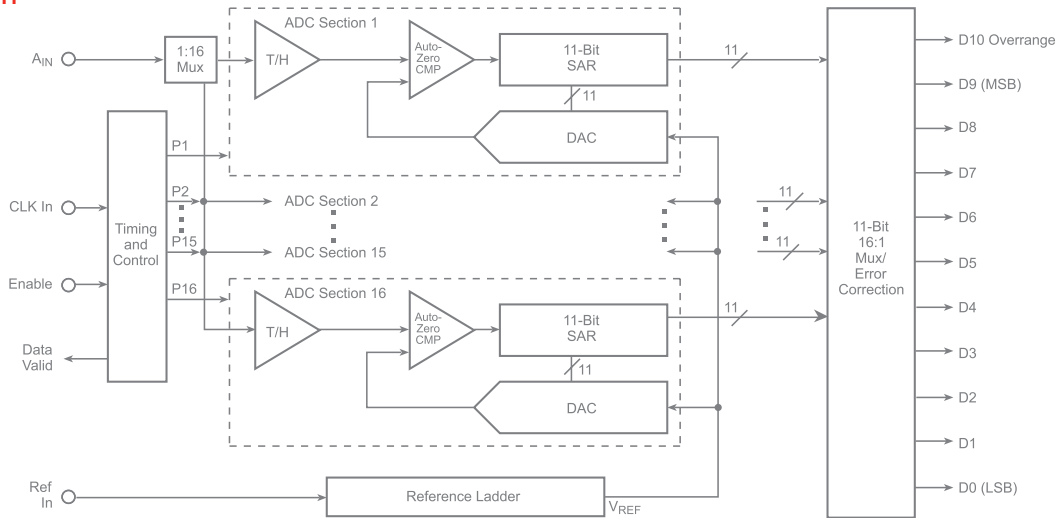 ADC Section 1
A_IN
1:16
Mux
T/H
Auto-
Zero
CMP
11-Bit
SAR
11
11
DAC
D10 Overrange
D9 (MSB)
D8
D7
D6
D5
D4
D3
D2
D1
D0 (LSB)
P1
P2
P15
P16
CLK In
Enable
Data
Valid
Timing
and
Control
ADC Section 2
ADC Section 15
11
11
11-Bit
16:1
Mux/
Error
Correction
ADC Section 16
T/H
Auto-
Zero
CMP
11-Bit
SAR
11
11
DAC
Ref
In
Reference Ladder
V_REF